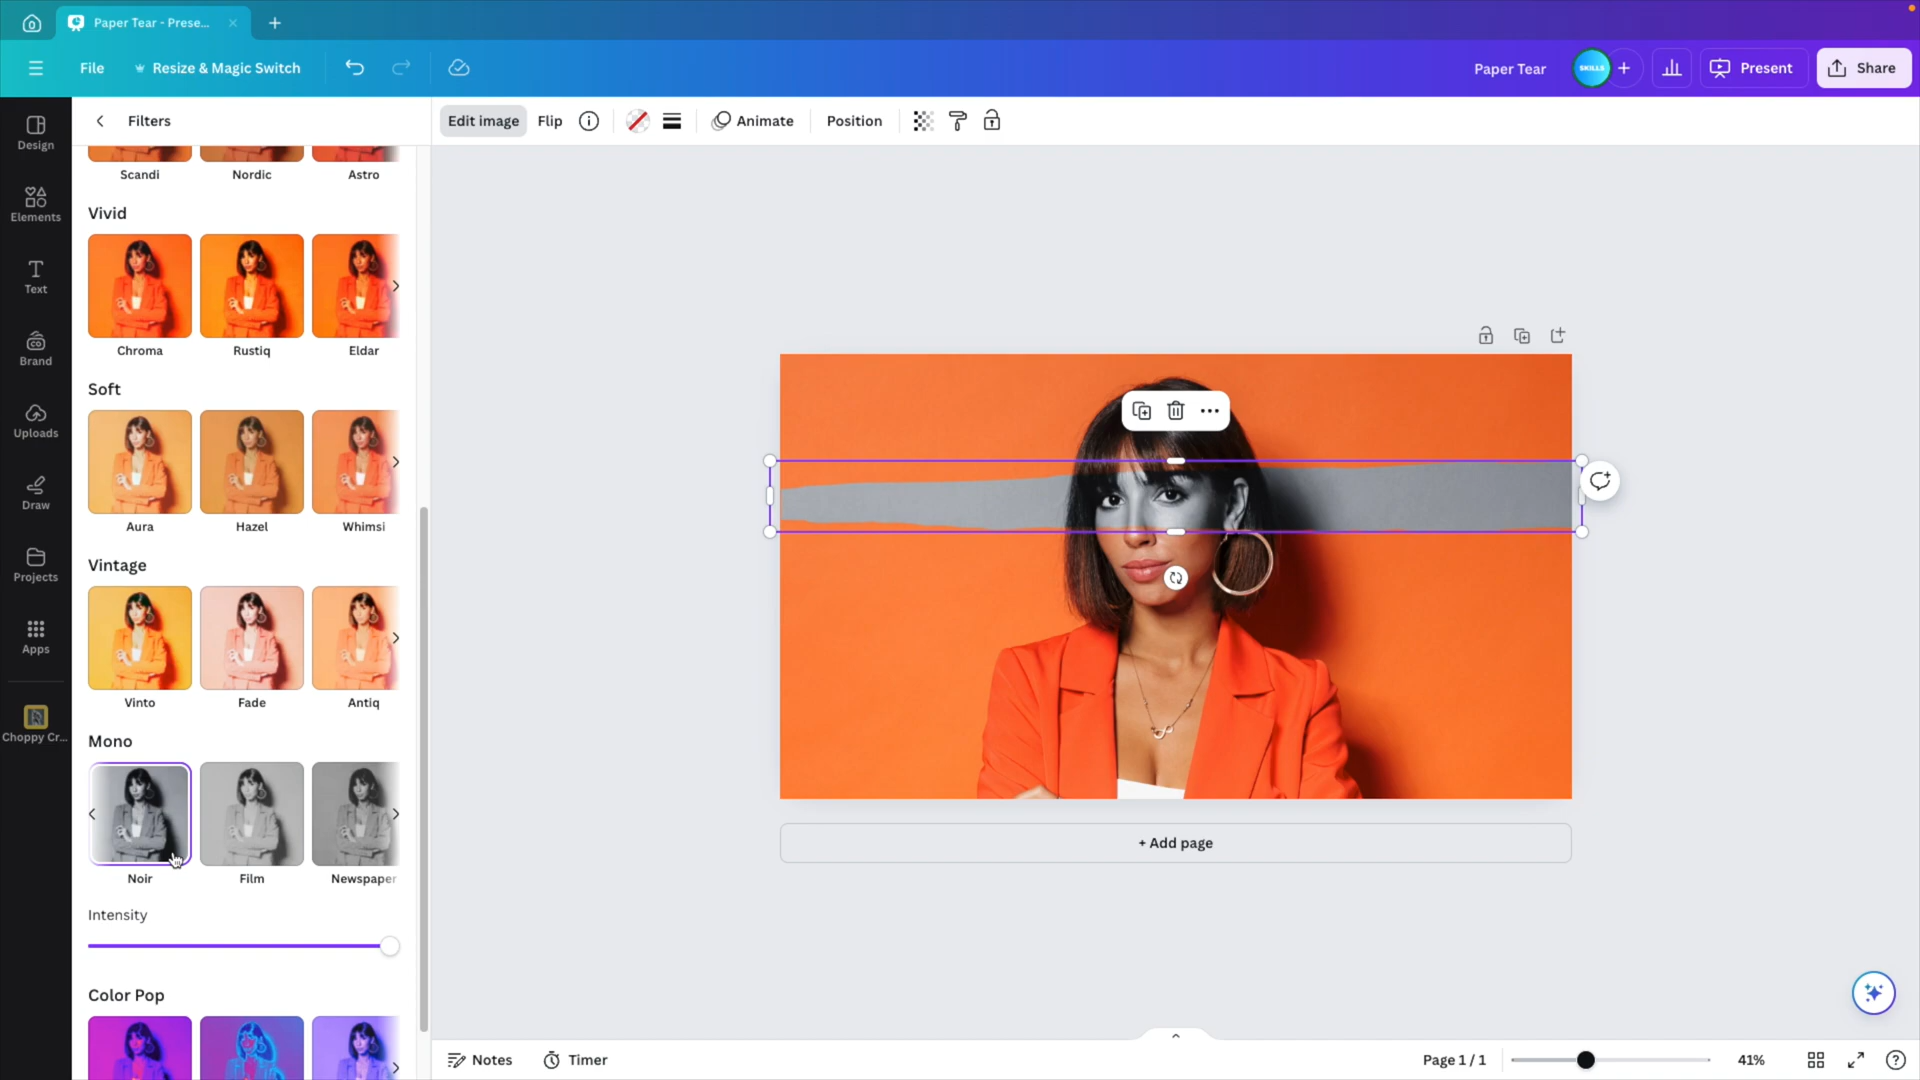 Paper Tear - Prese...
File
Resize & Magic Switch
Paper Tear
SKILLS
Present
Share
Design
Elements
Text
Brand
Uploads
Draw
Projects
Apps
Choppy Cr...
Filters
Edit image
Flip
Animate
Position
Scandi
Nordic
Astro
Vivid
Chroma
Rustiq
Eldar
Soft
Aura
Hazel
Whimsi
Vintage
Vinto
Fade
Antiq
Mono
Noir
Film
Newspaper
Intensity
Color Pop
+ Add page
Notes
Timer
Page 1 / 1
41%